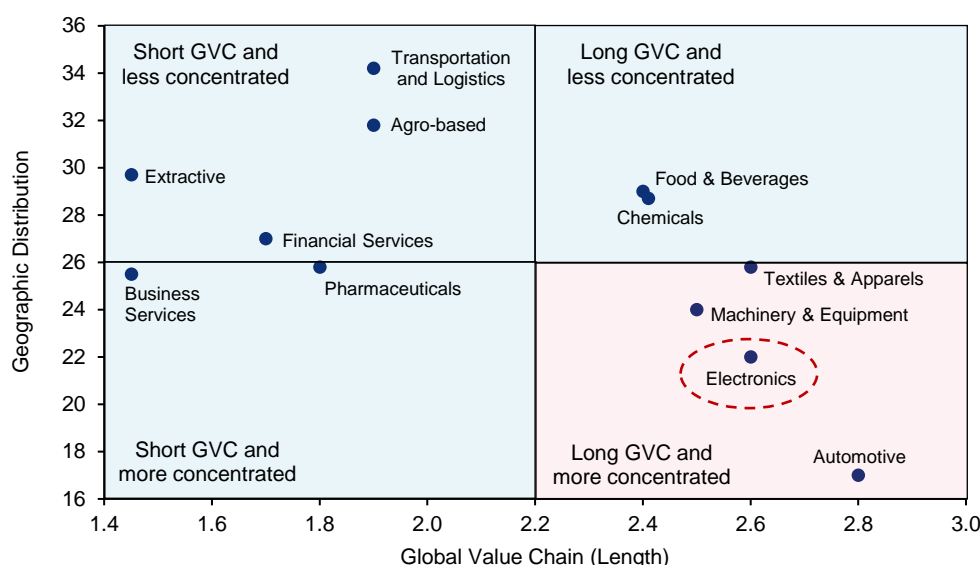 36
34
32
30
28
26
24
22
20
18
16
Geographic Distribution
Short GVC and
less concentrated
Transportation
and Logistics
Agro-based
Extractive
Financial Services
Long GVC and
less concentrated
Food & Beverages
Chemicals
Business
Services
Pharmaceuticals
Short GVC and
more concentrated
Textiles & Apparels
Machinery & Equipment
Electronics
Automotive
Long GVC and
more concentrated
1.4 1.6 1.8 2.0 2.2 2.4 2.6 2.8 3.0
Global Value Chain (Length)